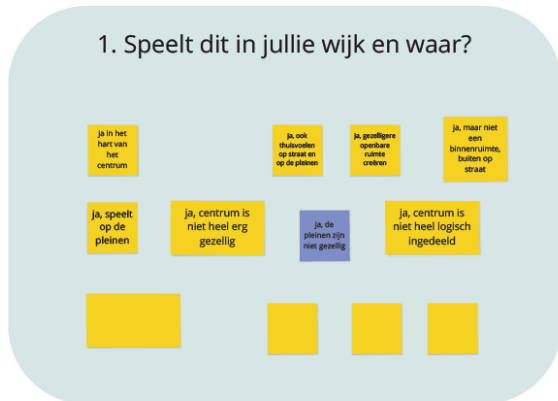 1. Speelt dit in jullie wijk en waar?
ja in het
hart van
het
centrum
ja, ook
thuisvoelen
op straat en
op de pleinen
ja, gezelligere
openbare
ruimte
creëren
ja, maar niet
een
binnenruimte,
buiten op
straat
ja, speelt
op de
pleinen
ja, centrum is
niet heel erg
gezellig
ja, de
pleinen zijn
niet gezellig
ja, centrum is
niet heel logisch
ingedeeld